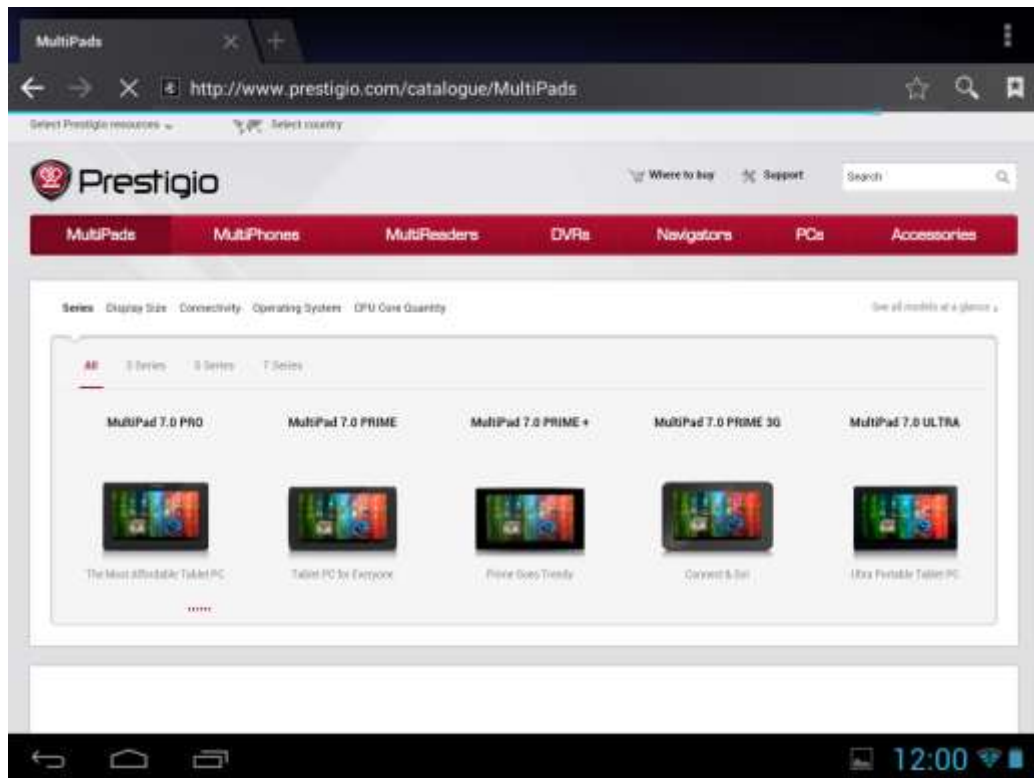 MultiPads
http://www.prestigio.com/catalogue/MultiPads
Select Prestigio resources Select country
Prestigio Where to buy Support Search
MultiPads MultiPhones MultiReaders DVRs Navigators PCs Accessories
Series Display Size Connectivity Operating System CPU Core Quantity See all models at a glance
All 3 Series 5 Series 7 Series
MultiPad 7.0 PRO MultiPad 7.0 PRIME MultiPad 7.0 PRIME + MultiPad 7.0 PRIME 3G MultiPad 7.0 ULTRA
The Most Affordable Tablet PC Tablet PC for Everyone Prime Goes Trendy Connect & Go! Ultra Portable Tablet PC
12:00